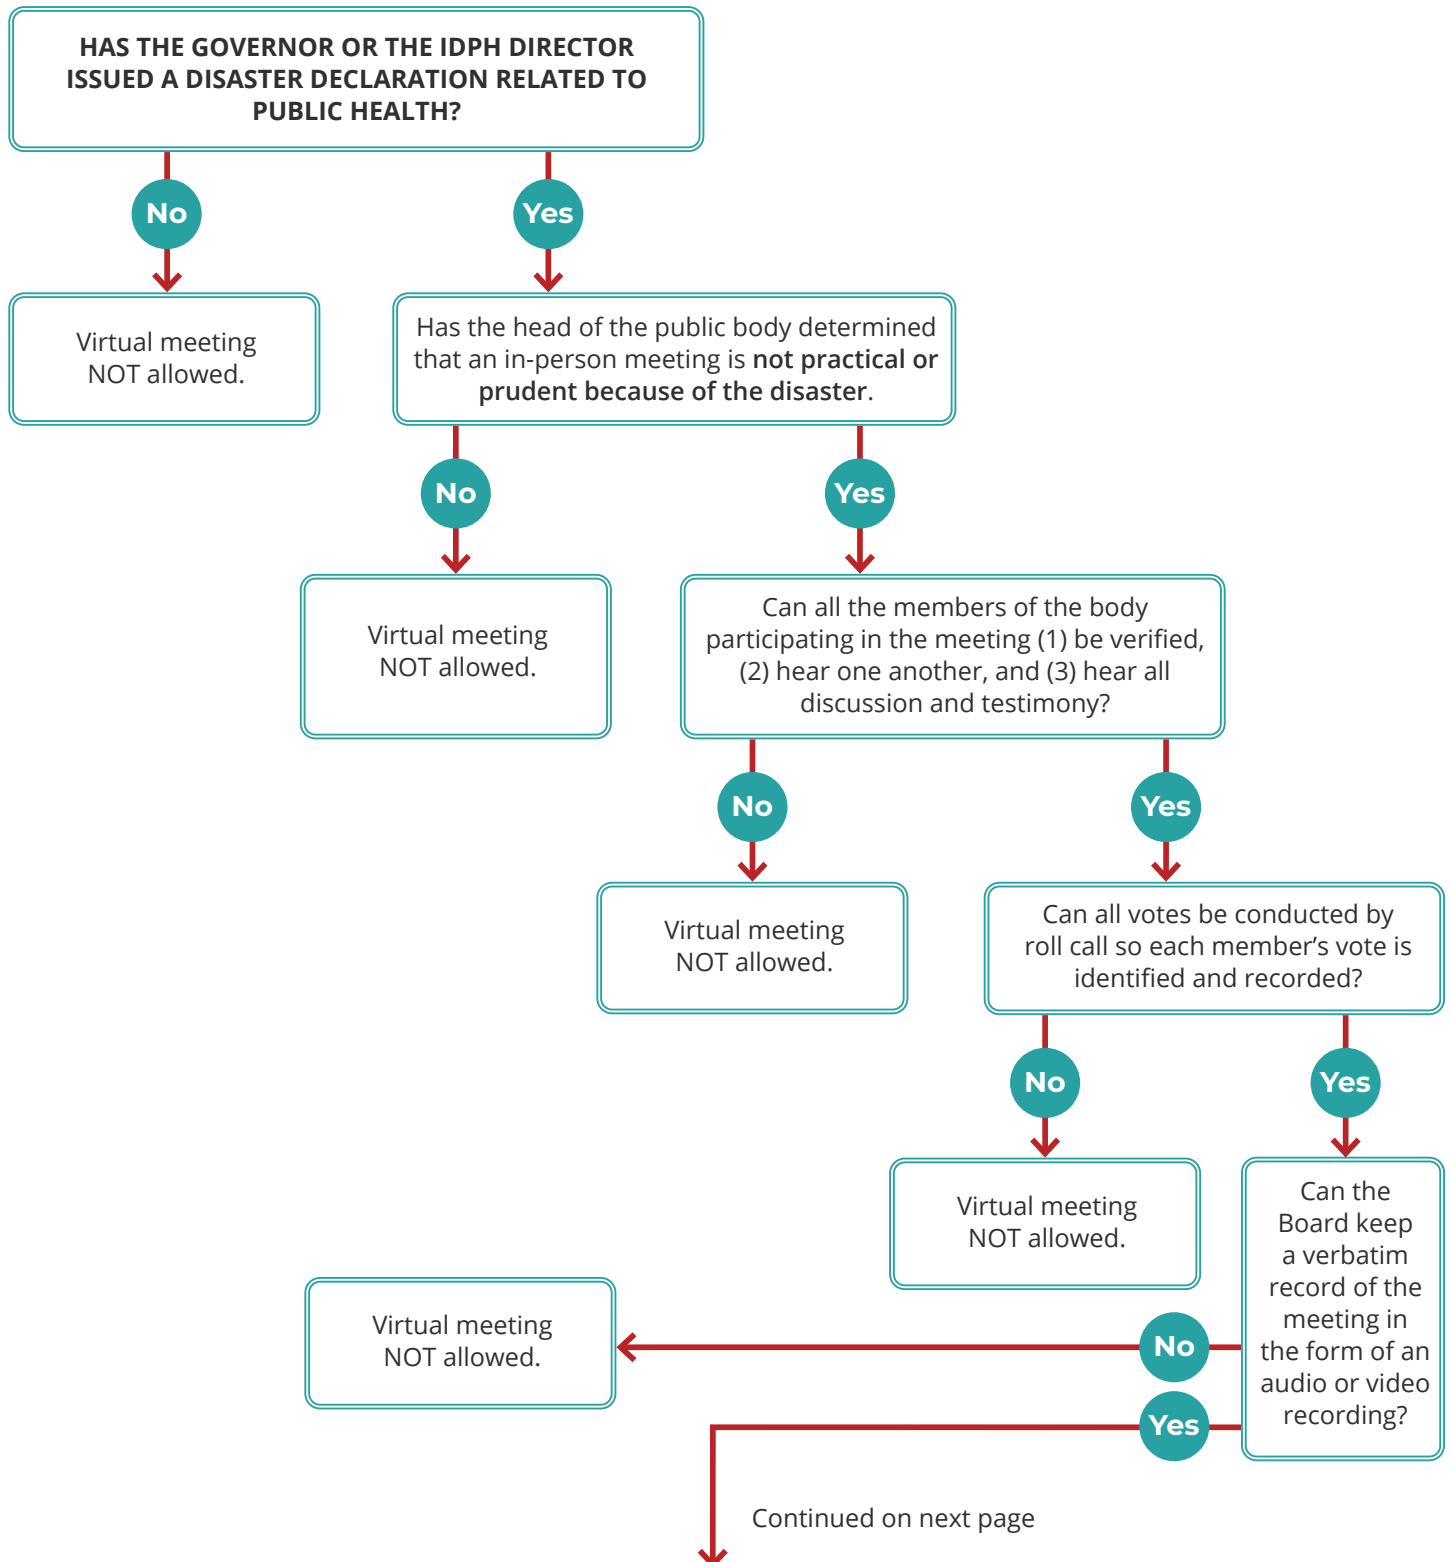 HAS THE GOVERNOR OR THE IDPH DIRECTOR
ISSUED A DISASTER DECLARATION RELATED TO
PUBLIC HEALTH?
No
Yes
Virtual meeting
NOT allowed.
Has the head of the public body determined
that an in-person meeting is not practical or
prudent because of the disaster.
No
Yes
Virtual meeting
NOT allowed.
Can all the members of the body
participating in the meeting (1) be verified,
(2) hear one another, and (3) hear all
discussion and testimony?
No
Yes
Virtual meeting
NOT allowed.
Can all votes be conducted by
roll call so each member’s vote is
identified and recorded?
No
Yes
Virtual meeting
NOT allowed.
Can the
Board keep
a verbatim
record of the
meeting in
the form of an
audio or video
recording?
No
Virtual meeting
NOT allowed.
Yes
Continued on next page